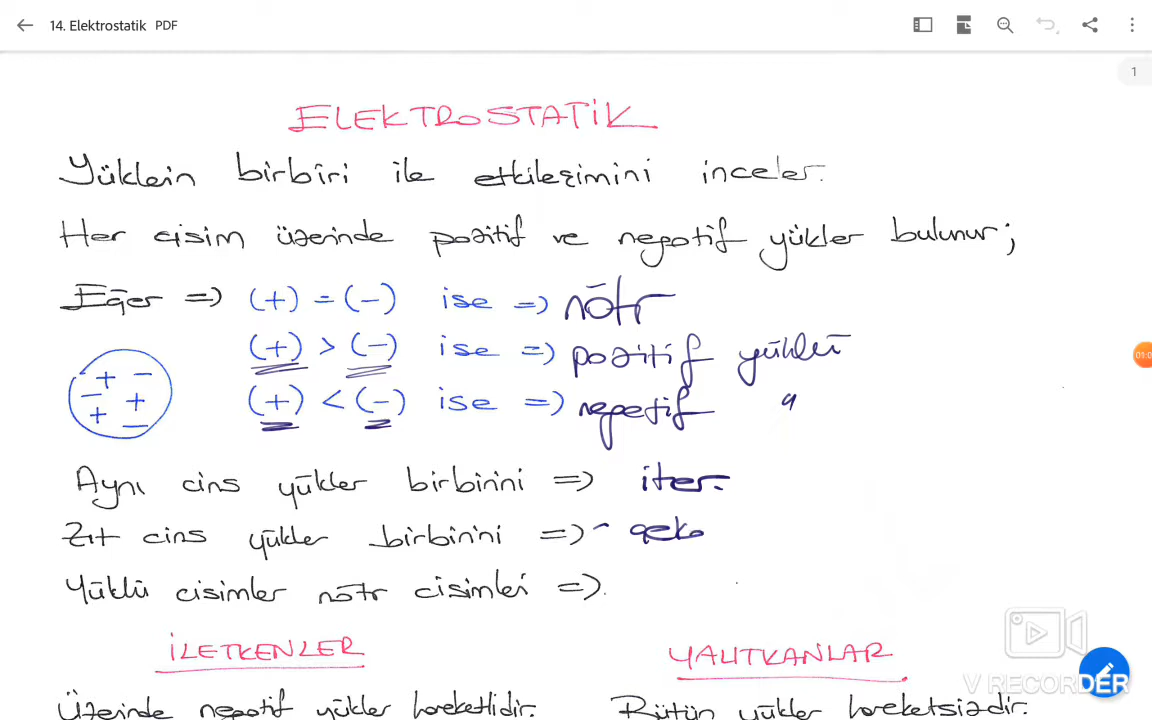 14. Elektrostatik PDF
1
ELEKTROSTATİK
Yüklein birbiri ile etkileşimini inceler.
Her cisim üzerinde pozitif ve negatif yükler bulunur;
Eğer => (+) = (-) ise => nötr
(+) > (-) ise => pozitif yüklü
(+) < (-) ise => negatif "
+ - - + + + -
Aynı cins yükler birbirini => iter.
Zıt cins yükler birbirini => çeke
Yüklü cisimler nötr cisimleri =>
İLETKENLER
YALITKANLAR
Üzerinde negatif yükler hareketlidir.
Bütün yükler hareketsizdir.
V RECORDER